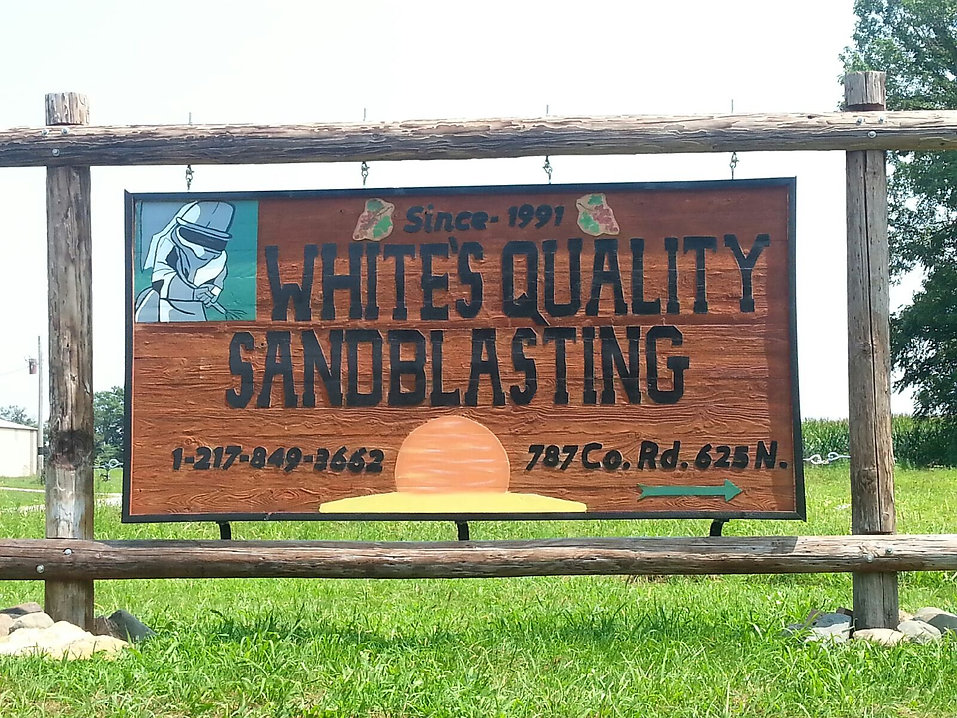 Since- 1991
WHITE'S QUALITY
SANDBLASTING
1-217-849-3662
787 Co. Rd. 625 N.